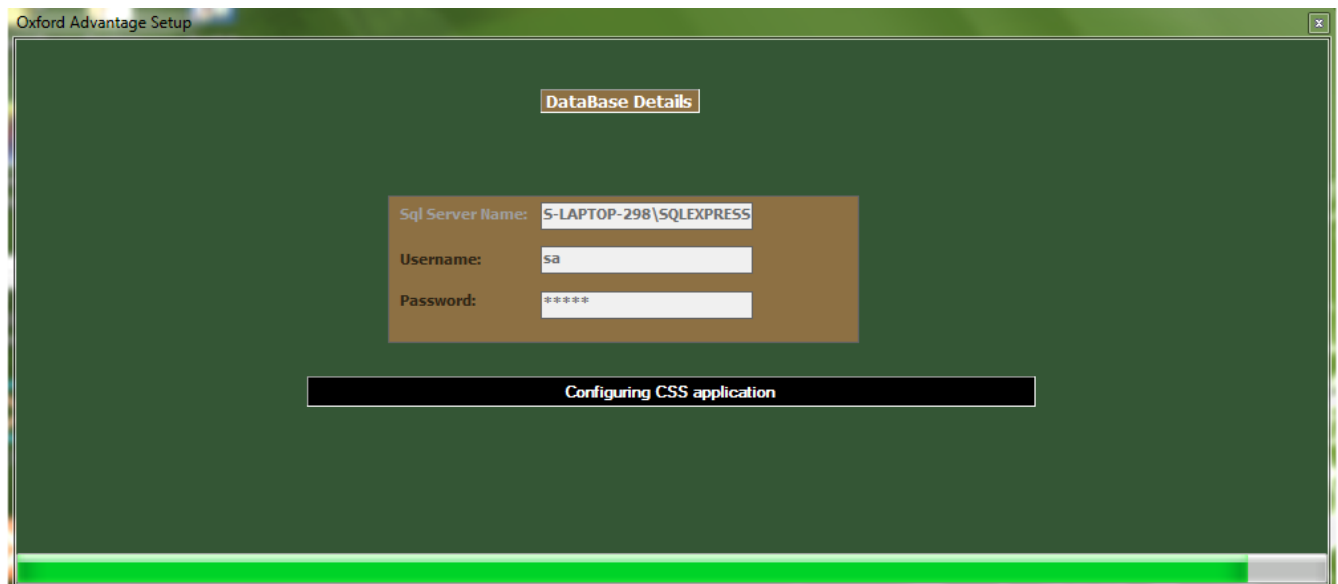 Oxford Advantage Setup
DataBase Details
Sql Server Name: S-LAPTOP-298\SQLEXPRESS
Username: sa
Password: *****
Configuring CSS application